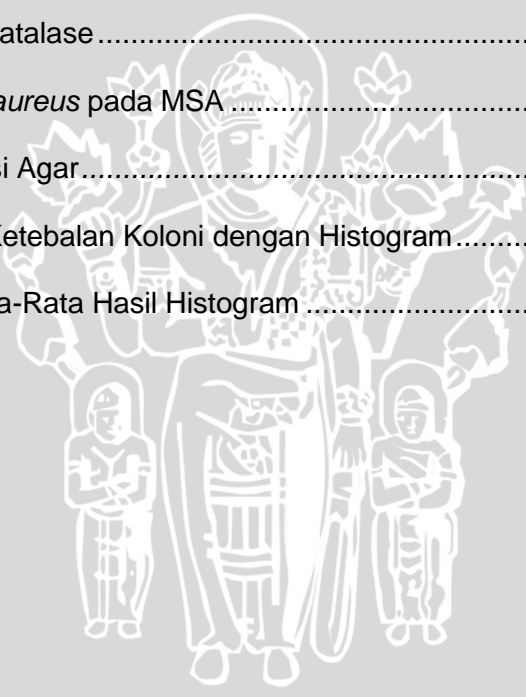 atalase.......................................................
aureus pada MSA.....................................
si Agar.........................................................
Ketebalan Koloni dengan Histogram.........
a-Rata Hasil Histogram............................